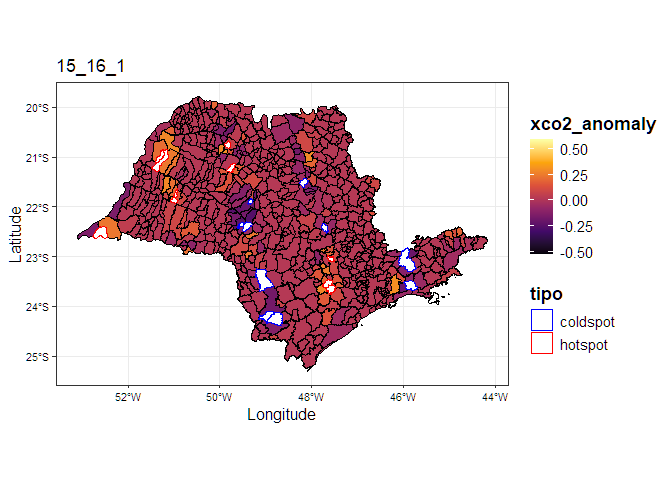 15_16_1
20°S
21°S
22°S
23°S
24°S
25°S
Latitude
52°W 50°W 48°W 46°W 44°W
Longitude
xco2_anomaly
0.50
0.25
0.00
-0.25
-0.50
tipo
coldspot
hotspot